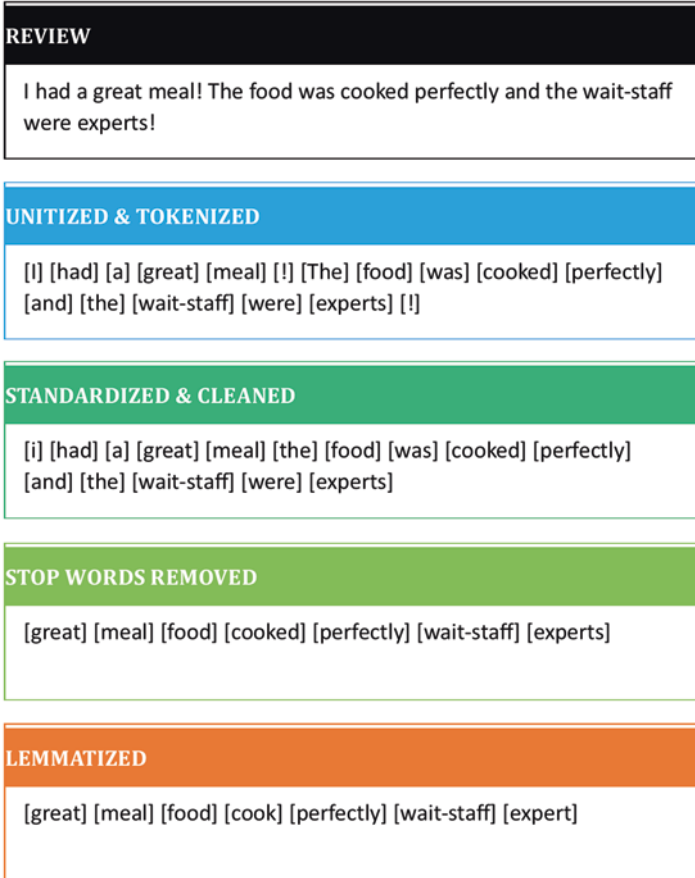 REVIEW
I had a great meal! The food was cooked perfectly and the wait-staff
were experts!
UNITIZED & TOKENIZED
[I] [had] [a] [great] [meal] [!] [The] [food] [was] [cooked] [perfectly]
[and] [the] [wait-staff] [were] [experts] [!]
STANDARDIZED & CLEANED
[i] [had] [a] [great] [meal] [the] [food] [was] [cooked] [perfectly]
[and] [the] [wait-staff] [were] [experts]
STOP WORDS REMOVED
[great] [meal] [food] [cooked] [perfectly] [wait-staff] [experts]
LEMMATIZED
[great] [meal] [food] [cook] [perfectly] [wait-staff] [expert]